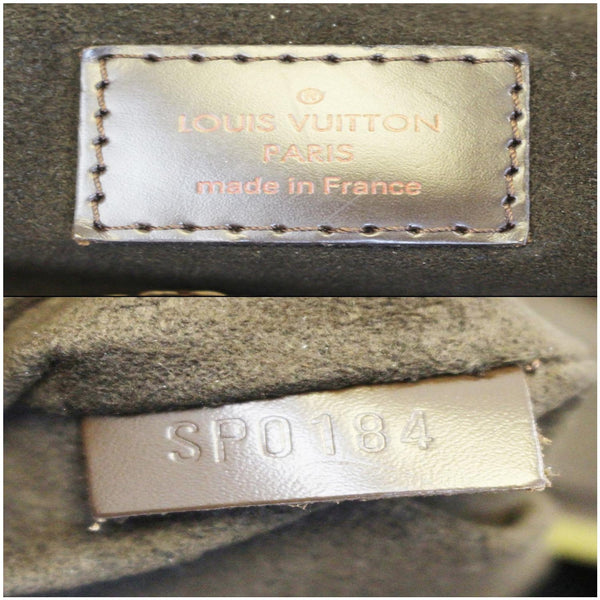 ®
LOUIS VUITTON
PARIS
made in France
SP0184